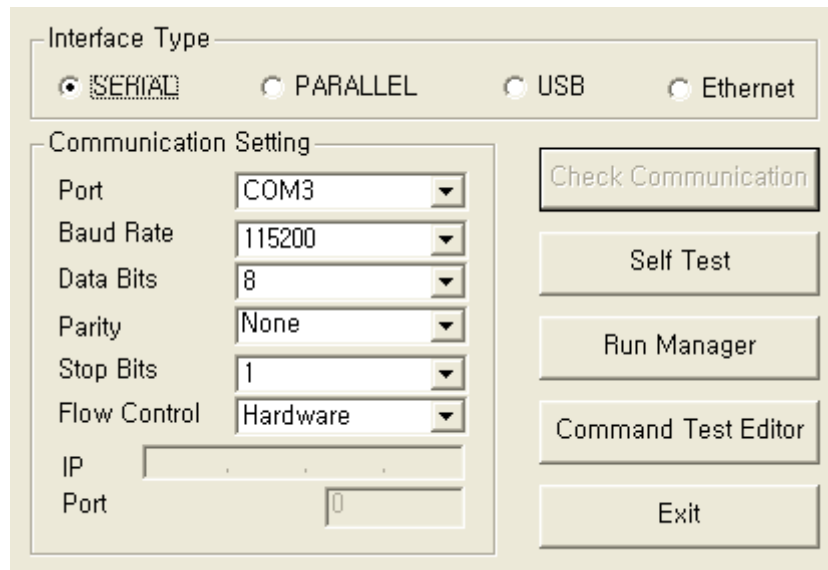 Interface Type
SERIAL PARALLEL USB Ethernet
Communication Setting
Port COM3
Baud Rate 115200
Data Bits 8
Parity None
Stop Bits 1
Flow Control Hardware
IP . . .
Port 0
Check Communication
Self Test
Run Manager
Command Test Editor
Exit